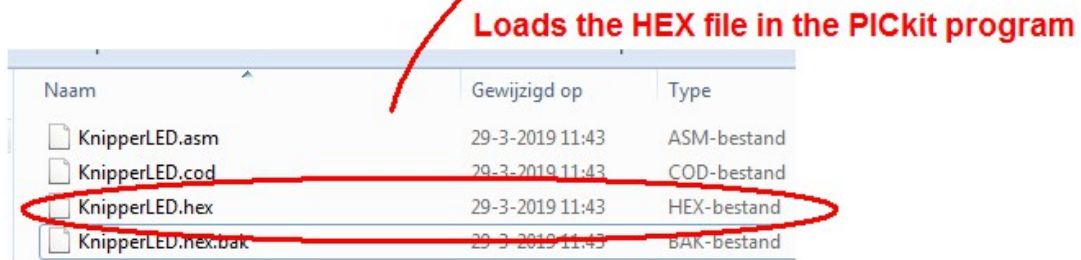 Loads the HEX file in the PICkit program
Naam Gewijzigd op Type
KnipperLED.asm 29-3-2019 11:43 ASM-bestand
KnipperLED.cod 29-3-2019 11:43 COD-bestand
KnipperLED.hex 29-3-2019 11:43 HEX-bestand
KnipperLED.hex.bak 29-3-2019 11:43 BAK-bestand